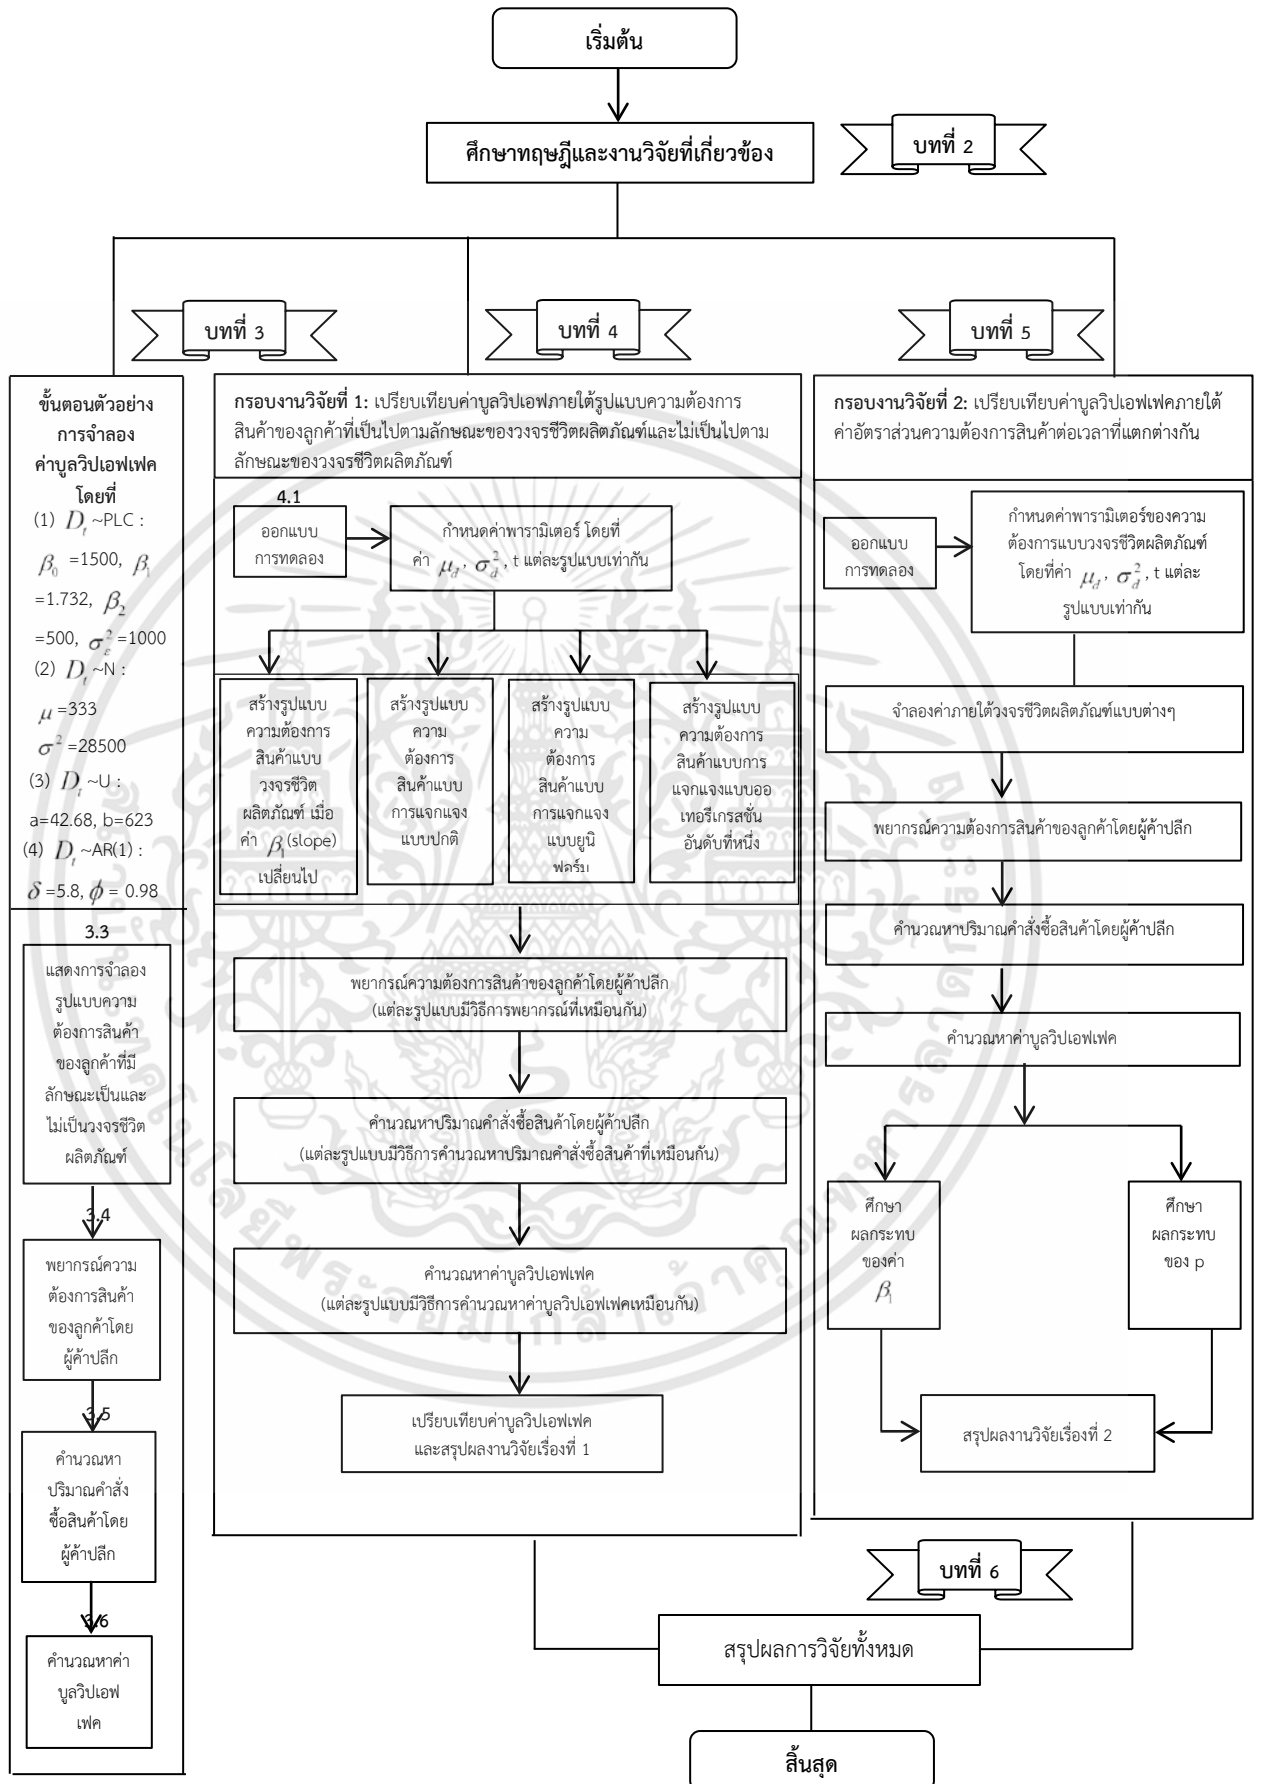 เริ่มต้น
ศึกษาทฤษฎีและงานวิจัยที่เกี่ยวข้อง
บทที่ 2
บทที่ 3
บทที่ 4
บทที่ 5
ขั้นตอนตัวอย่าง
การจำลอง
ค่าบูลวิปเอฟเฟค
โดยที่
(1) D_t ~PLC :
β_0 =1500, β_1
=1.732, β_2
=500, σ_ε^2 =1000
(2) D_t ~N :
μ =333
σ^2 =28500
(3) D_t ~U :
a=42.68, b=623
(4) D_t ~AR(1) :
δ =5.8, ϕ = 0.98
3.3
แสดงการจำลอง
รูปแบบความ
ต้องการสินค้า
ของลูกค้าที่มี
ลักษณะเป็นและ
ไม่เป็นวงจรชีวิต
ผลิตภัณฑ์
3.4
พยากรณ์ความ
ต้องการสินค้า
ของลูกค้าโดย
ผู้ค้าปลีก
3.5
คำนวณหา
ปริมาณคำสั่ง
ซื้อสินค้าโดย
ผู้ค้าปลีก
3.6
คำนวณหาค่า
บูลวิปเอฟ
เฟค
กรอบงานวิจัยที่ 1: เปรียบเทียบค่าบูลวิปเอฟภายใต้รูปแบบความต้องการ
สินค้าของลูกค้าที่เป็นไปตามลักษณะของวงจรชีวิตผลิตภัณฑ์และไม่เป็นไปตาม
ลักษณะของวงจรชีวิตผลิตภัณฑ์
4.1
ออกแบบ
การทดลอง
กำหนดค่าพารามิเตอร์ โดยที่
ค่า μ_d, σ_d^2, t แต่ละรูปแบบเท่ากัน
สร้างรูปแบบ
ความต้องการ
สินค้าแบบ
วงจรชีวิต
ผลิตภัณฑ์ เมื่อ
ค่า β_1 (slope)
เปลี่ยนไป
สร้างรูปแบบ
ความ
ต้องการ
สินค้าแบบ
การแจกแจง
แบบปกติ
สร้างรูปแบบ
ความ
ต้องการ
สินค้าแบบ
การแจกแจง
แบบยูนิ
ฟอร์ม
สร้างรูปแบบ
ความต้องการ
สินค้าแบบการ
แจกแจงแบบออ
เทอรีเกรสชั่น
อันดับที่หนึ่ง
พยากรณ์ความต้องการสินค้าของลูกค้าโดยผู้ค้าปลีก
(แต่ละรูปแบบมีวิธีการพยากรณ์ที่เหมือนกัน)
คำนวณหาปริมาณคำสั่งซื้อสินค้าโดยผู้ค้าปลีก
(แต่ละรูปแบบมีวิธีการคำนวณหาปริมาณคำสั่งซื้อสินค้าที่เหมือนกัน)
คำนวณหาค่าบูลวิปเอฟเฟค
(แต่ละรูปแบบมีวิธีการคำนวณหาค่าบูลวิปเอฟเฟคเหมือนกัน)
เปรียบเทียบค่าบูลวิปเอฟเฟค
และสรุปผลงานวิจัยเรื่องที่ 1
กรอบงานวิจัยที่ 2: เปรียบเทียบค่าบูลวิปเอฟเฟคภายใต้
ค่าอัตราส่วนความต้องการสินค้าต่อเวลาที่แตกต่างกัน
ออกแบบ
การทดลอง
กำหนดค่าพารามิเตอร์ของความ
ต้องการแบบวงจรชีวิตผลิตภัณฑ์
โดยที่ค่า μ_d, σ_d^2, t แต่ละ
รูปแบบเท่ากัน
จำลองค่าภายใต้วงจรชีวิตผลิตภัณฑ์แบบต่างๆ
พยากรณ์ความต้องการสินค้าของลูกค้าโดยผู้ค้าปลีก
คำนวณหาปริมาณคำสั่งซื้อสินค้าโดยผู้ค้าปลีก
คำนวณหาค่าบูลวิปเอฟเฟค
ศึกษา
ผลกระทบ
ของค่า
β_1
ศึกษา
ผลกระทบ
ของ p
สรุปผลงานวิจัยเรื่องที่ 2
บทที่ 6
สรุปผลการวิจัยทั้งหมด
สิ้นสุด